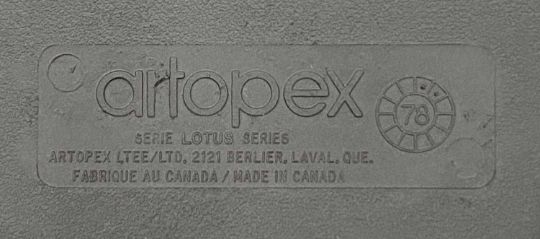 artopex
78
SERIE LOTUS SERIES
ARTOPEX LTEE/LTD, 2121 BERLIER, LAVAL, QUE.
FABRIQUE AU CANADA / MADE IN CANADA